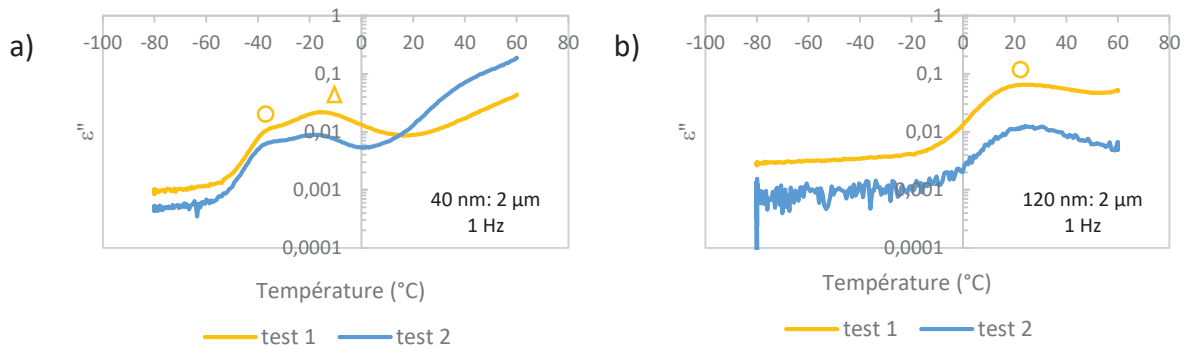 a)
1
-100 -80 -60 -40 -20 0 20 40 60 80
0,1
0,01
0,001
0,0001
ε"
40 nm: 2 µm
1 Hz
Température (°C)
test 1 test 2
b)
1
-100 -80 -60 -40 -20 0 20 40 60 80
0,1
0,01
0,001
0,0001
ε"
120 nm: 2 µm
1 Hz
Température (°C)
test 1 test 2